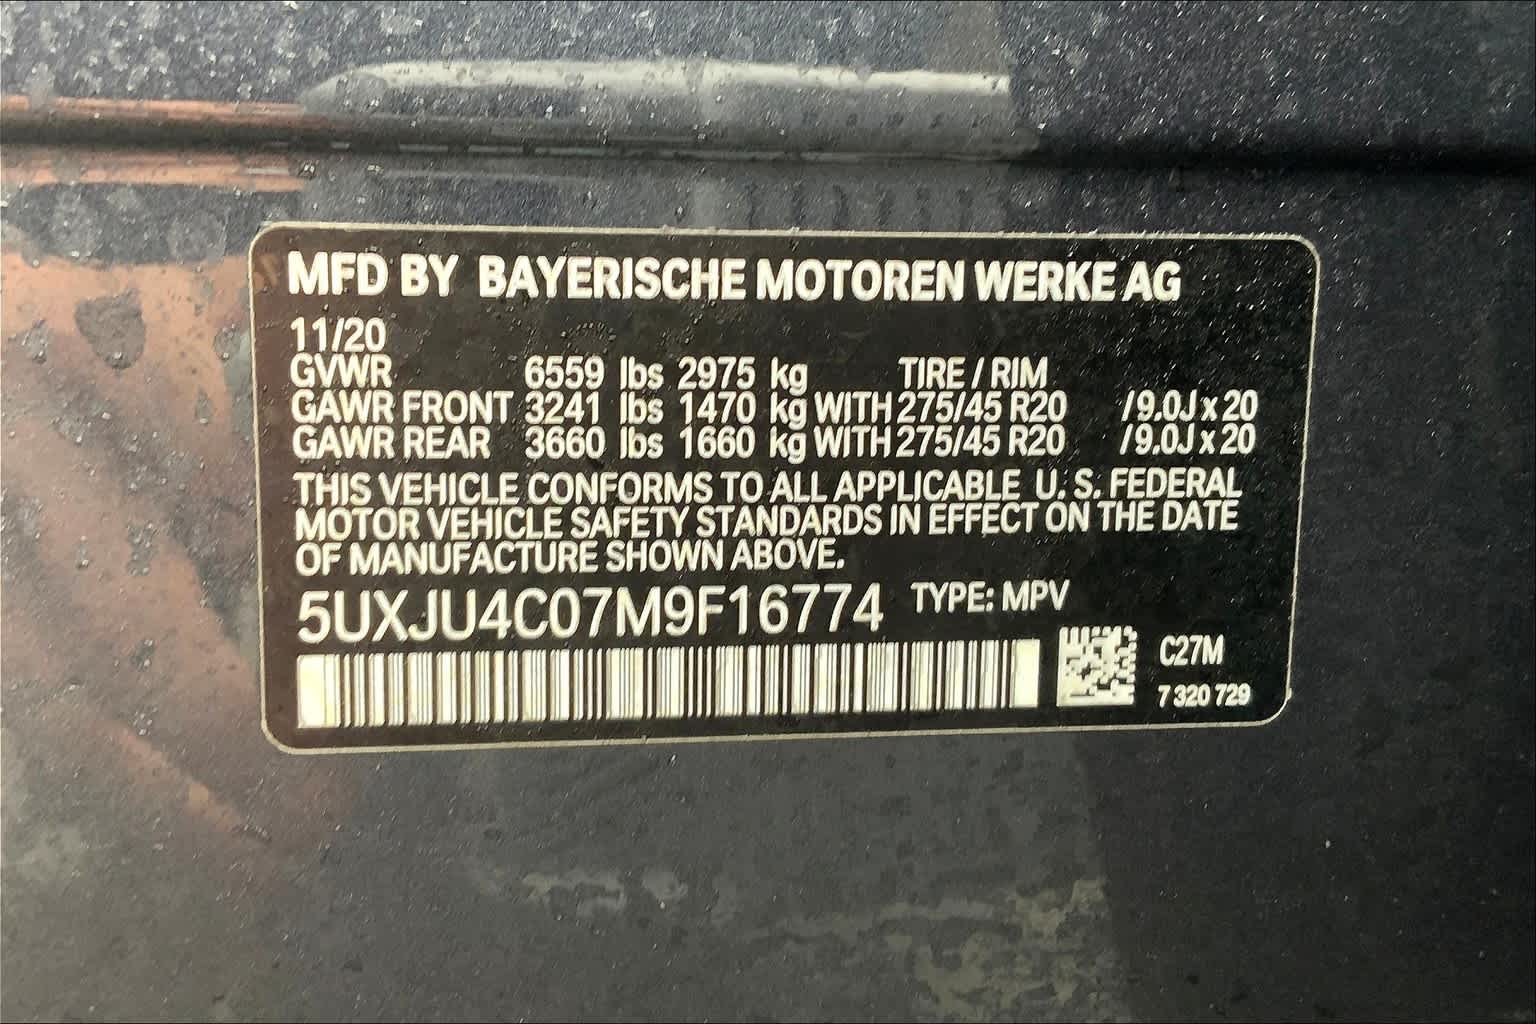 MFD BY BAYERISCHE MOTOREN WERKE AG
11/20
GVWR 6559 lbs 2975 kg TIRE / RIM
GAWR FRONT 3241 lbs 1470 kg WITH 275/45 R20 /9.0J x 20
GAWR REAR 3660 lbs 1660 kg WITH 275/45 R20 /9.0J x 20
THIS VEHICLE CONFORMS TO ALL APPLICABLE U. S. FEDERAL
MOTOR VEHICLE SAFETY STANDARDS IN EFFECT ON THE DATE
OF MANUFACTURE SHOWN ABOVE.
5UXJU4C07M9F16774 TYPE: MPV
C27M
7 320 729